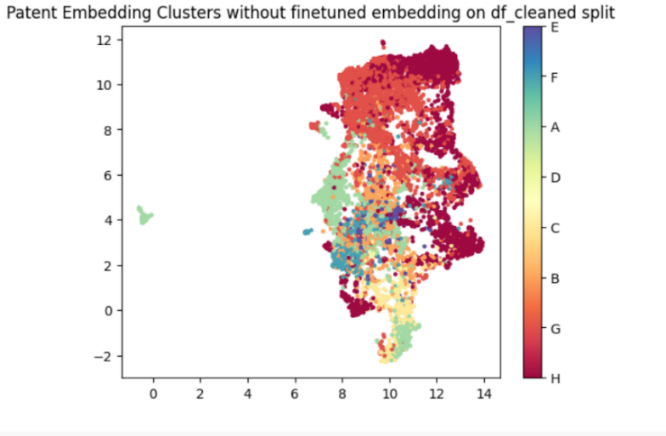 Patent Embedding Clusters without finetuned embedding on df_cleaned split
12
10
8
6
4
2
0
−2
0 2 4 6 8 10 12 14
E
F
A
D
C
B
G
H